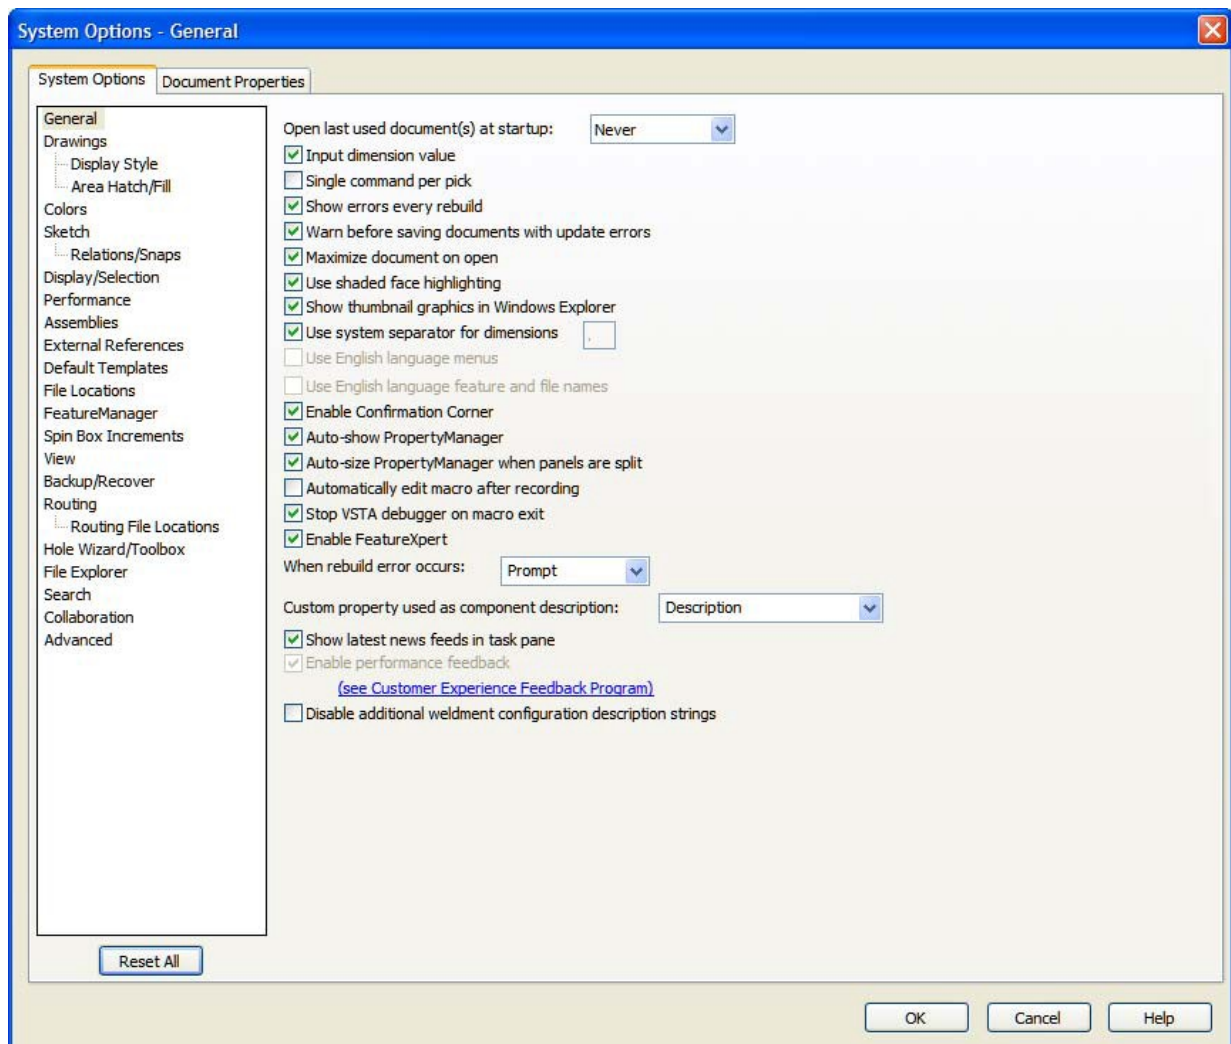 System Options - General
System Options
Document Properties
General
Drawings
Display Style
Area Hatch/Fill
Colors
Sketch
Relations/Snaps
Display/Selection
Performance
Assemblies
External References
Default Templates
File Locations
FeatureManager
Spin Box Increments
View
Backup/Recover
Routing
Routing File Locations
Hole Wizard/Toolbox
File Explorer
Search
Collaboration
Advanced
Reset All
Open last used document(s) at startup: Never
Input dimension value
Single command per pick
Show errors every rebuild
Warn before saving documents with update errors
Maximize document on open
Use shaded face highlighting
Show thumbnail graphics in Windows Explorer
Use system separator for dimensions
Use English language menus
Use English language feature and file names
Enable Confirmation Corner
Auto-show PropertyManager
Auto-size PropertyManager when panels are split
Automatically edit macro after recording
Stop VSTA debugger on macro exit
Enable FeatureXpert
When rebuild error occurs: Prompt
Custom property used as component description: Description
Show latest news feeds in task pane
Enable performance feedback
(see Customer Experience Feedback Program)
Disable additional weldment configuration description strings
OK Cancel Help